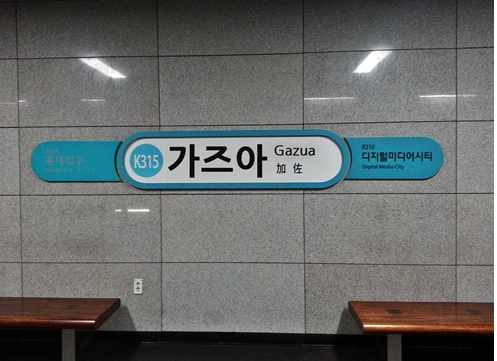 홍대입구
K315
가즈아
Gazua
加佐
K316
디지털미디어시티
Digital Media City